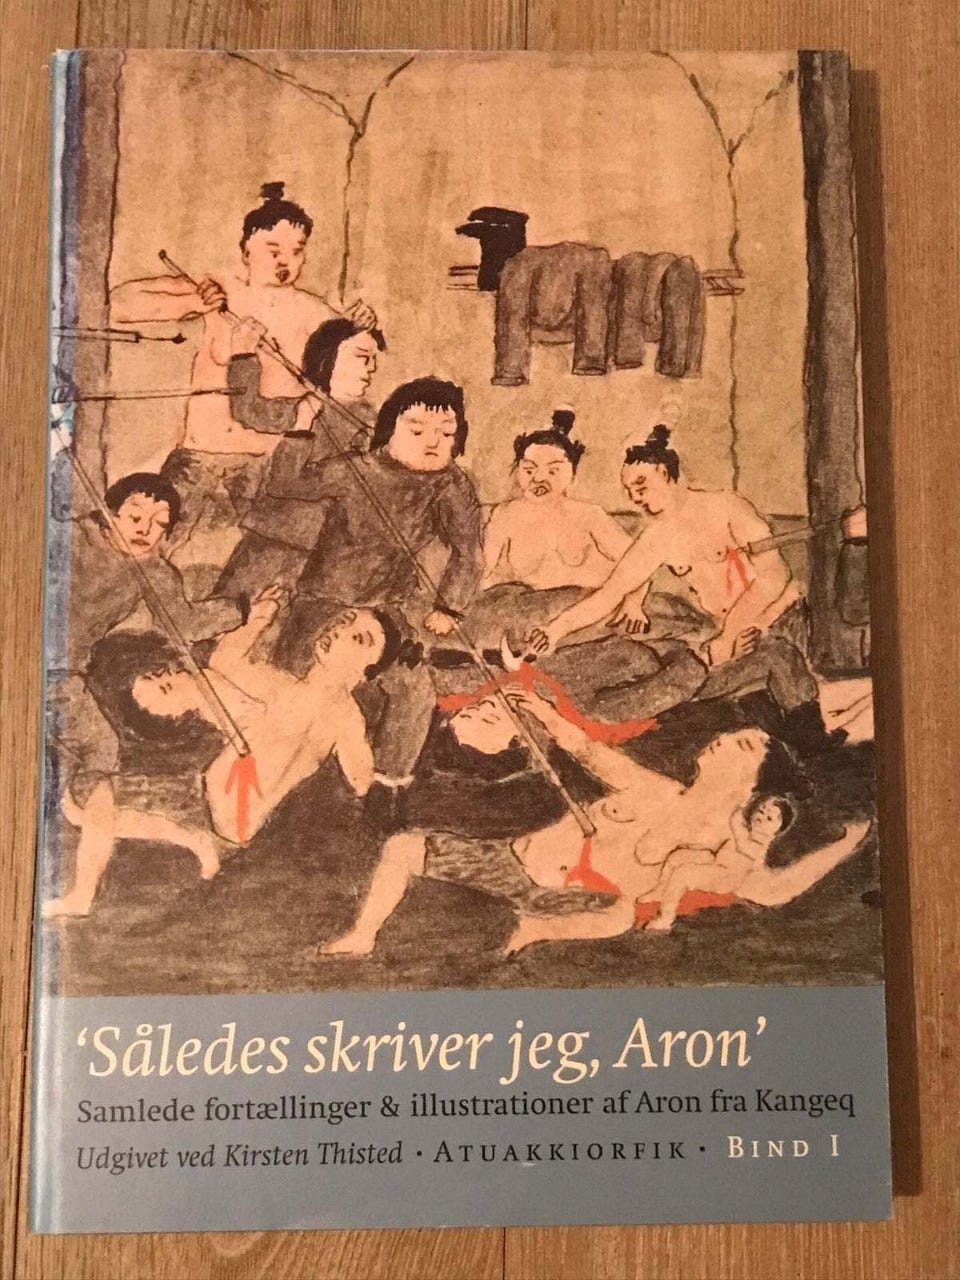 ‘Således skriver jeg, Aron’
Samlede fortællinger & illustrationer af Aron fra Kangeq
Udgivet ved Kirsten Thisted · ATUAKKIORFIK · BIND I